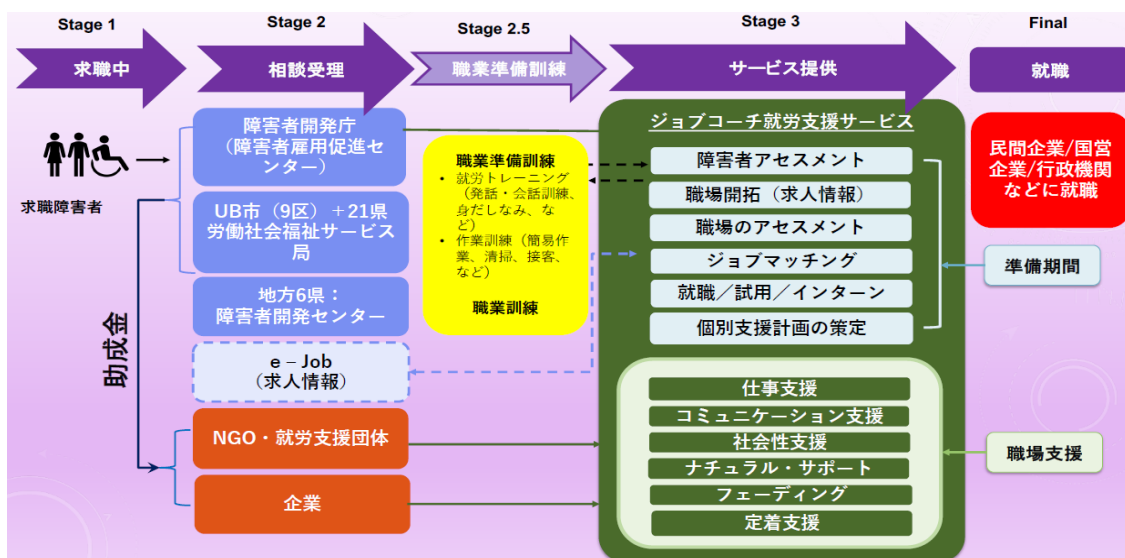 Stage 1
Stage 2
Stage 2.5
Stage 3
Final
求職中
相談受理
職業準備訓練
サービス提供
就職
求職障害者
助成金
障害者開発庁
（障害者雇用促進セ
ンター）
UB市（9区）+21県
労働社会福祉サービス
局
地方6県：
障害者開発センター
e – Job
（求人情報）
NGO・就労支援団体
企業
職業準備訓練
• 就労トレーニング
（発話・会話訓練、
身だしなみ、な
ど）
• 作業訓練（簡易作
業、清掃、接客、
など）
職業訓練
ジョブコーチ就労支援サービス
障害者アセスメント
職場開拓（求人情報）
職場のアセスメント
ジョブマッチング
就職／試用／インターン
個別支援計画の策定
仕事支援
コミュニケーション支援
社会性支援
ナチュラル・サポート
フェーディング
定着支援
民間企業/国営
企業/行政機関
などに就職
準備期間
職場支援